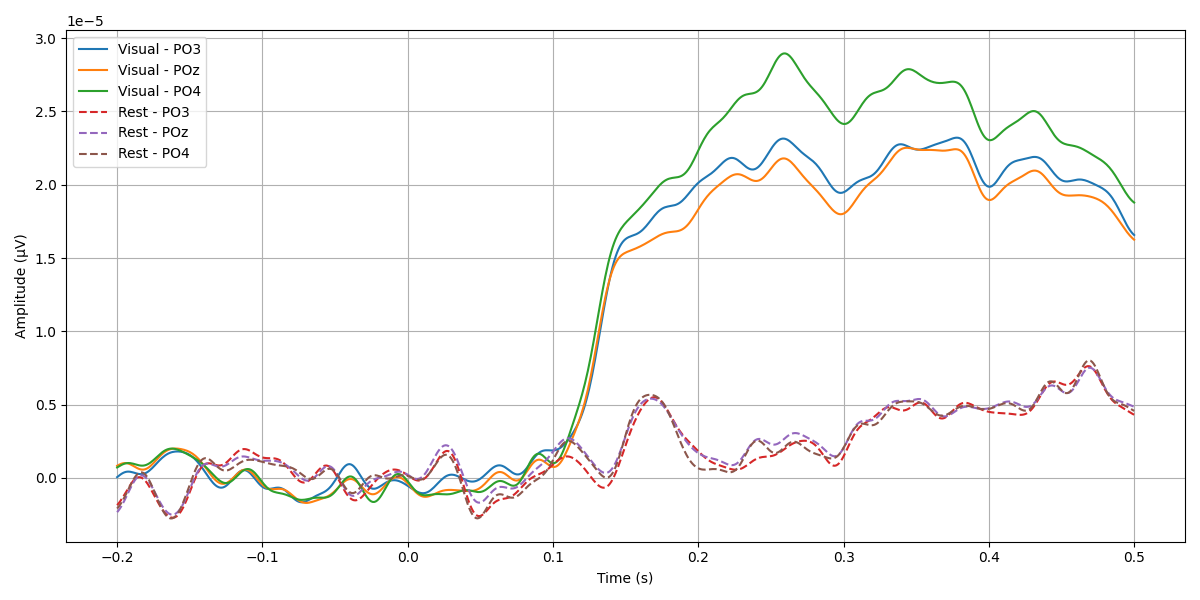 1e−5
3.0
2.5
2.0
1.5
1.0
0.5
0.0
Amplitude (µV)
Visual - PO3
Visual - POz
Visual - PO4
Rest - PO3
Rest - POz
Rest - PO4
−0.2 −0.1 0.0 0.1 0.2 0.3 0.4 0.5
Time (s)